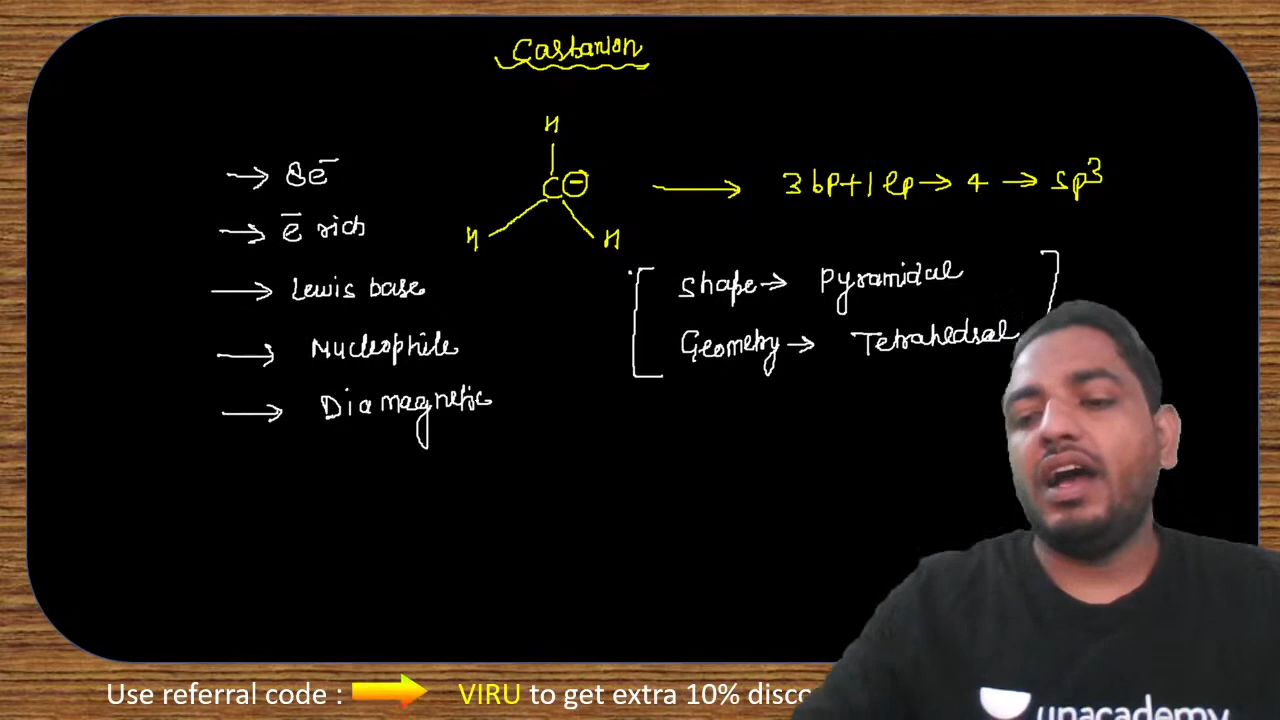 Carbanion
H
→ 8e⁻
C⊖ → 3bp+1lp → 4 → sp³
→ e⁻ rich
H H
→ Lewis base
Shape → Pyramidal
→ Nucleophile
Geometry → Tetrahedral
→ Diamagnetic
Use referral code : VIRU to get extra 10%
unacademy